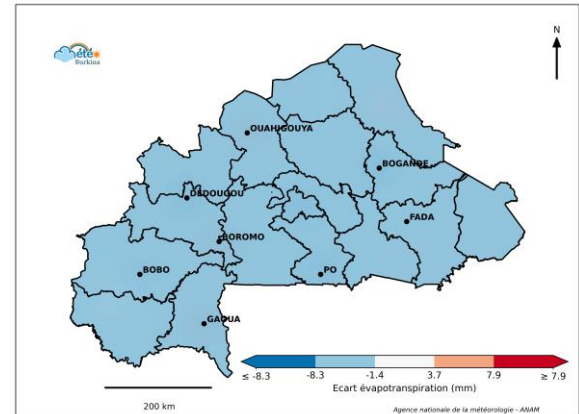 été
Burkina
N
OUAHIGOUYA
BOGANDE
DEDOUGOU
FADA
BOROMO
BOBO
PO
GAOUA
≤ -8.3 -8.3 -1.4 3.7 7.9 ≥ 7.9
Ecart évapotranspiration (mm)
200 km
Agence nationale de la météorologie - ANAM